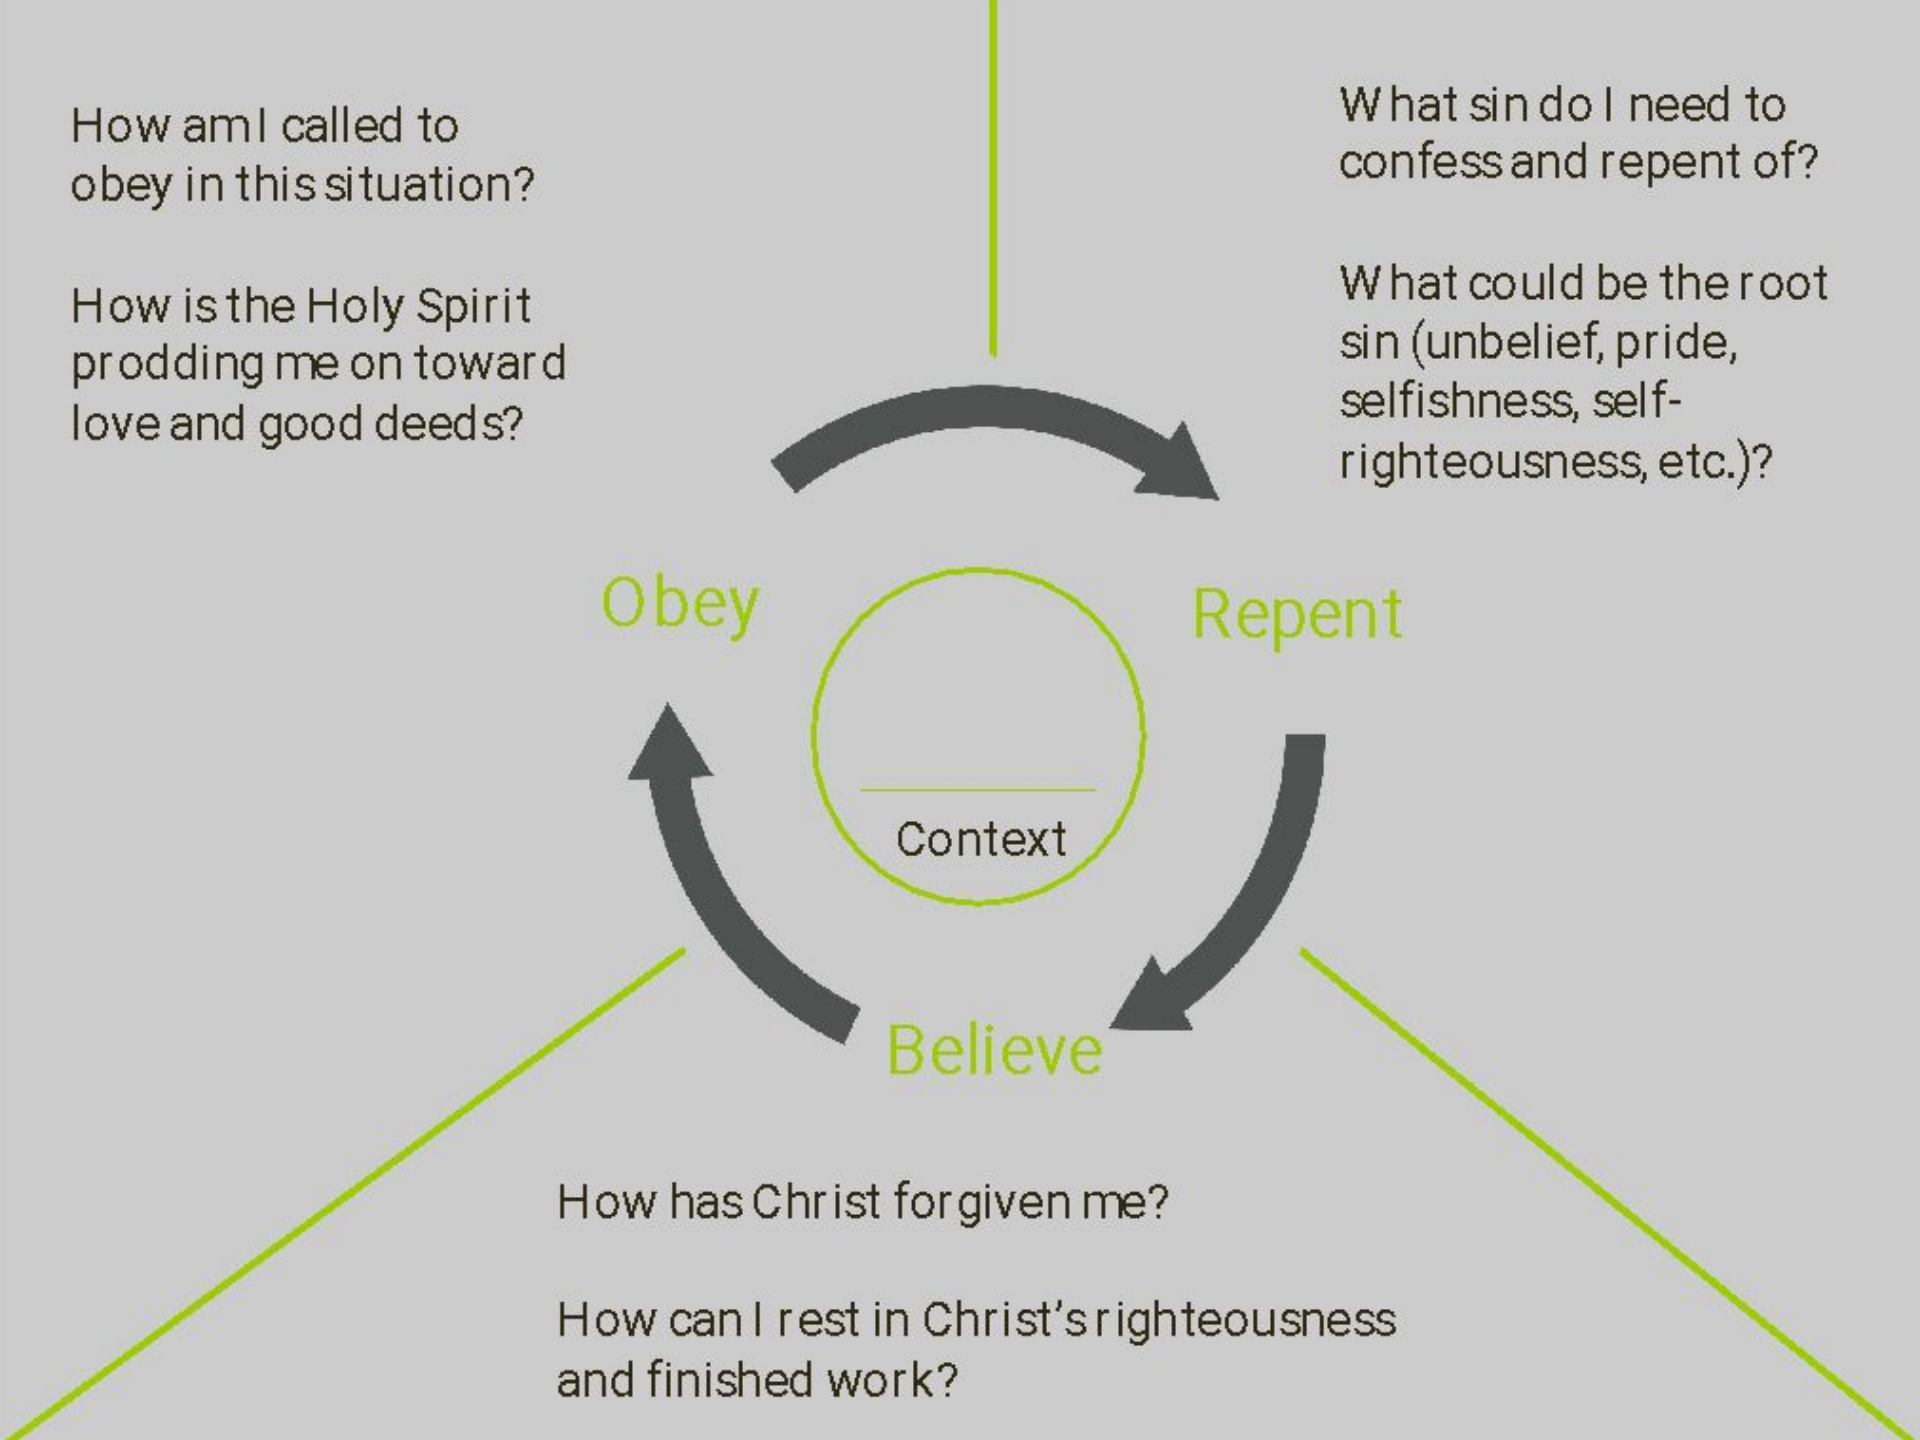 How am I called to
obey in this situation?
How is the Holy Spirit
prodding me on toward
love and good deeds?
What sin do I need to
confess and repent of?
What could be the root
sin (unbelief, pride,
selfishness, self-
righteousness, etc.)?
Obey
Repent
Context
Believe
How has Christ forgiven me?
How can I rest in Christ's righteousness
and finished work?